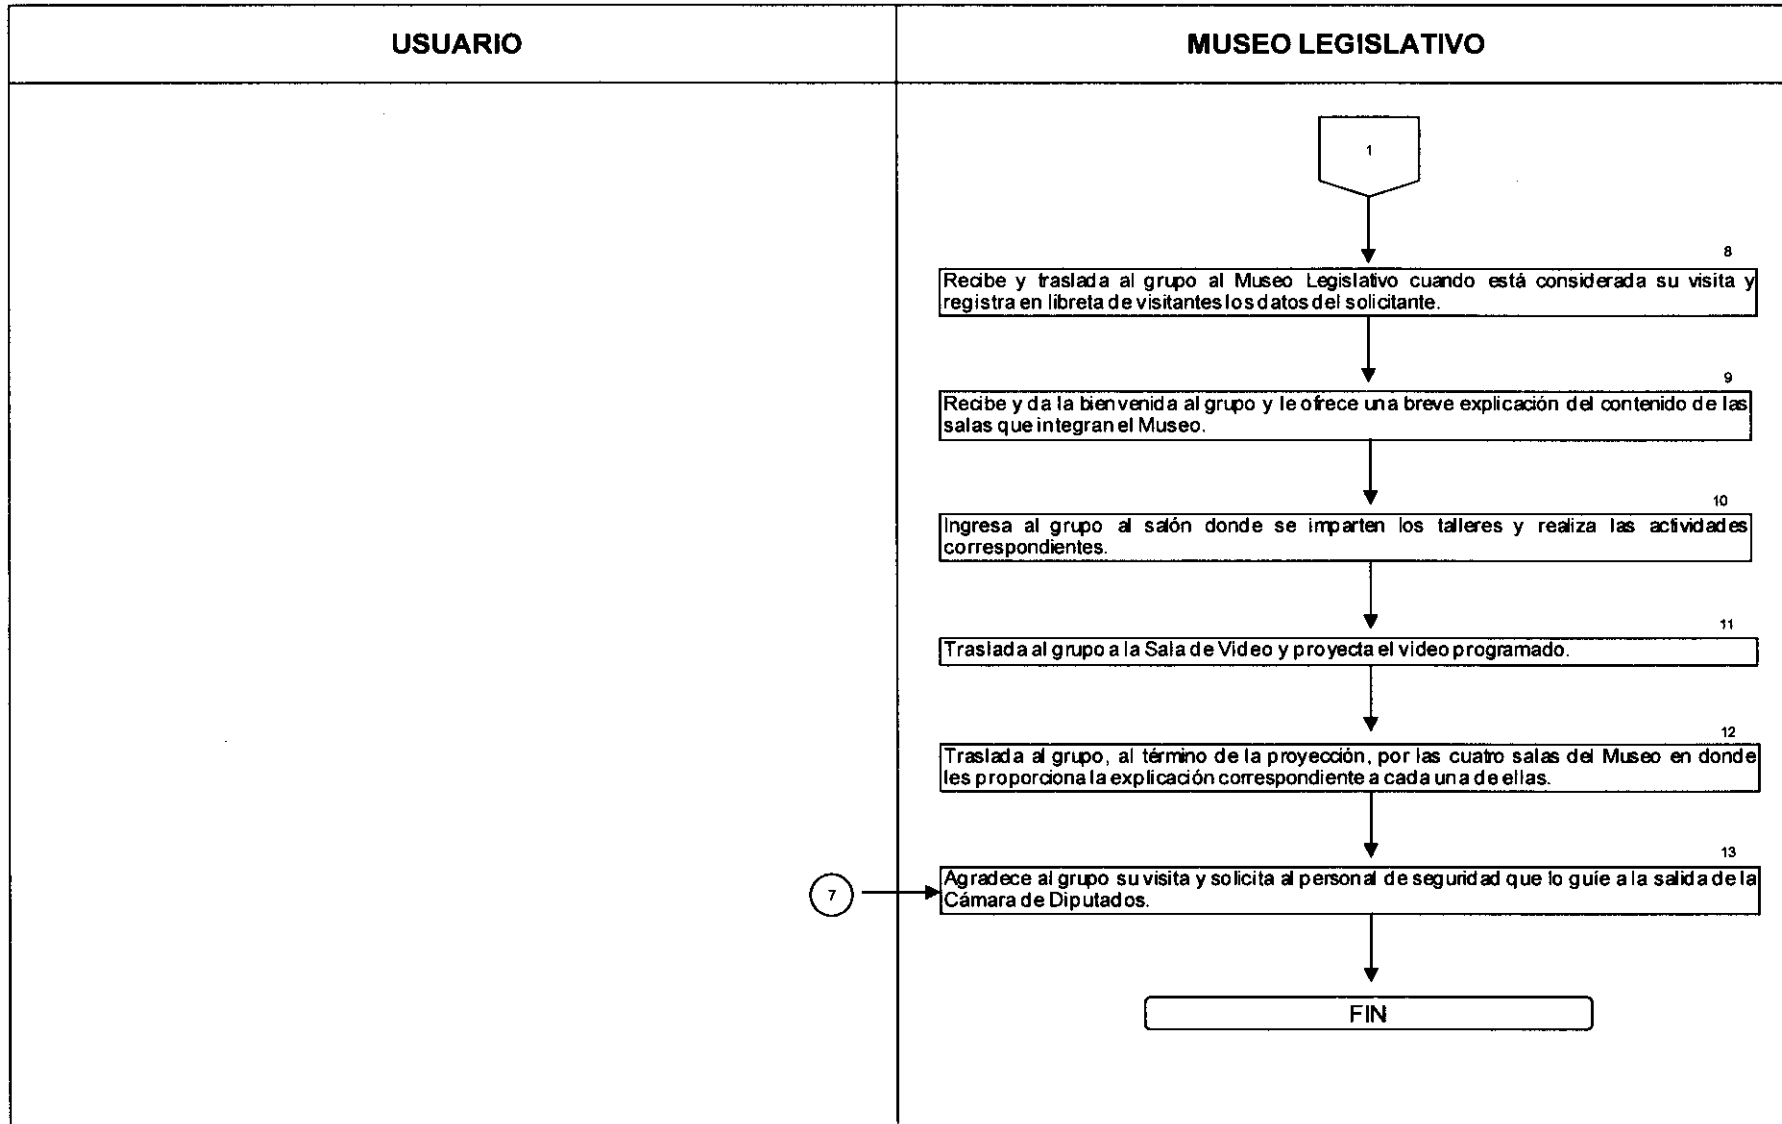 USUARIO
MUSEO LEGISLATIVO
1
8
Recibe y traslada al grupo al Museo Legislativo cuando está considerada su visita y
registra en libreta de visitantes los datos del solicitante.
9
Recibe y da la bienvenida al grupo y le ofrece una breve explicación del contenido de las
salas que integran el Museo.
10
Ingresa al grupo al salón donde se imparten los talleres y realiza las actividades
correspondientes.
11
Traslada al grupo a la Sala de Video y proyecta el video programado.
12
Traslada al grupo, al término de la proyección, por las cuatro salas del Museo en donde
les proporciona la explicación correspondiente a cada una de ellas.
13
7
Agradece al grupo su visita y solicita al personal de seguridad que lo guíe a la salida de la
Cámara de Diputados.
FIN